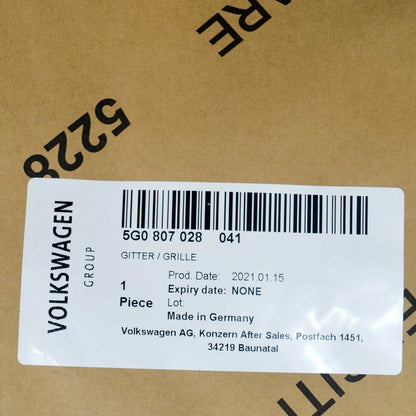 ARE
5228
VOLKSWAGEN
GROUP
5G0 807 028 041
GITTER / GRILLE
Prod. Date: 2021.01.15
1 Expiry date: NONE
Piece Lot:
Made in Germany
Volkswagen AG, Konzern After Sales, Postfach 1451,
34219 Baunatal